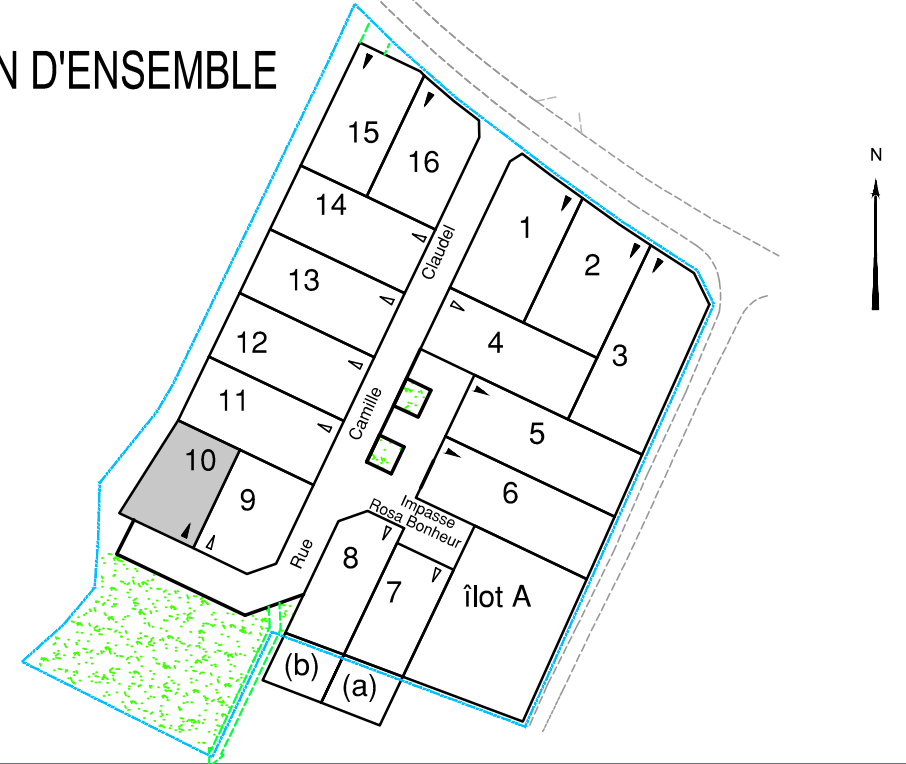 N D'ENSEMBLE
N
15
16
14
1
Claudel
2
13
12
4
3
11
Camille
5
10
9
6
Impasse
Rosa Bonheur
Rue
8
7
îlot A
(b)
(a)